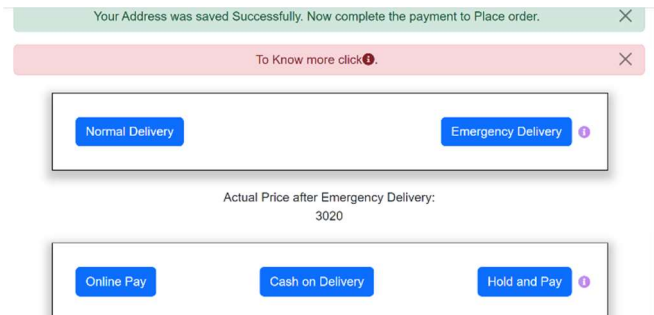 Your Address was saved Successfully. Now complete the payment to Place order.
To Know more click.
Normal Delivery
Emergency Delivery
Actual Price after Emergency Delivery:
3020
Online Pay
Cash on Delivery
Hold and Pay